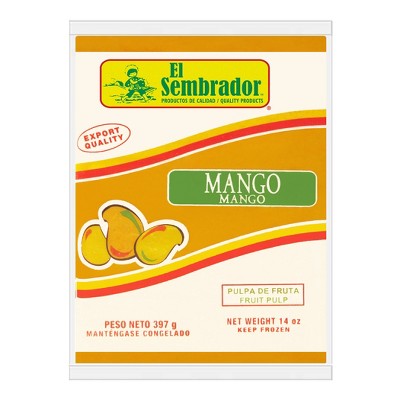 El
Sembrador®
PRODUCTOS DE CALIDAD / QUALITY PRODUCTS
EXPORT
QUALITY
MANGO
MANGO
PULPA DE FRUTA
FRUIT PULP
PESO NETO 397 g
MANTENGASE CONGELADO
NET WEIGHT 14 oz
KEEP FROZEN